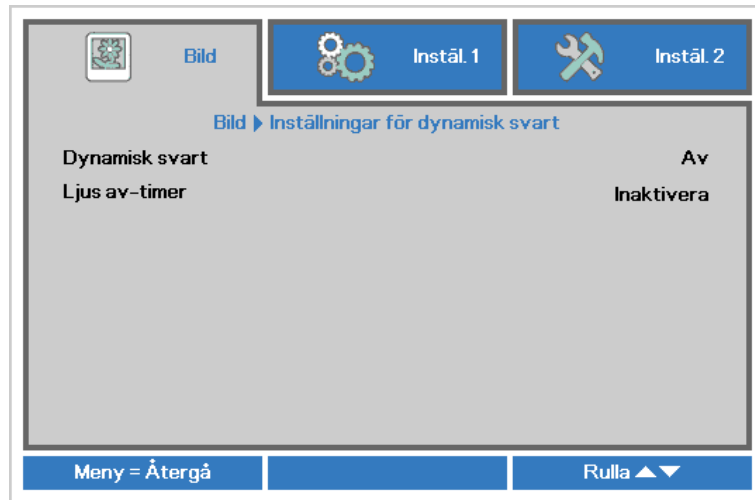 Bild
Instäl. 1
Instäl. 2
Bild ▶ Inställningar för dynamisk svart
Dynamisk svart Av
Ljus av-timer Inaktivera
Meny = Återgå
Rulla ▲▼